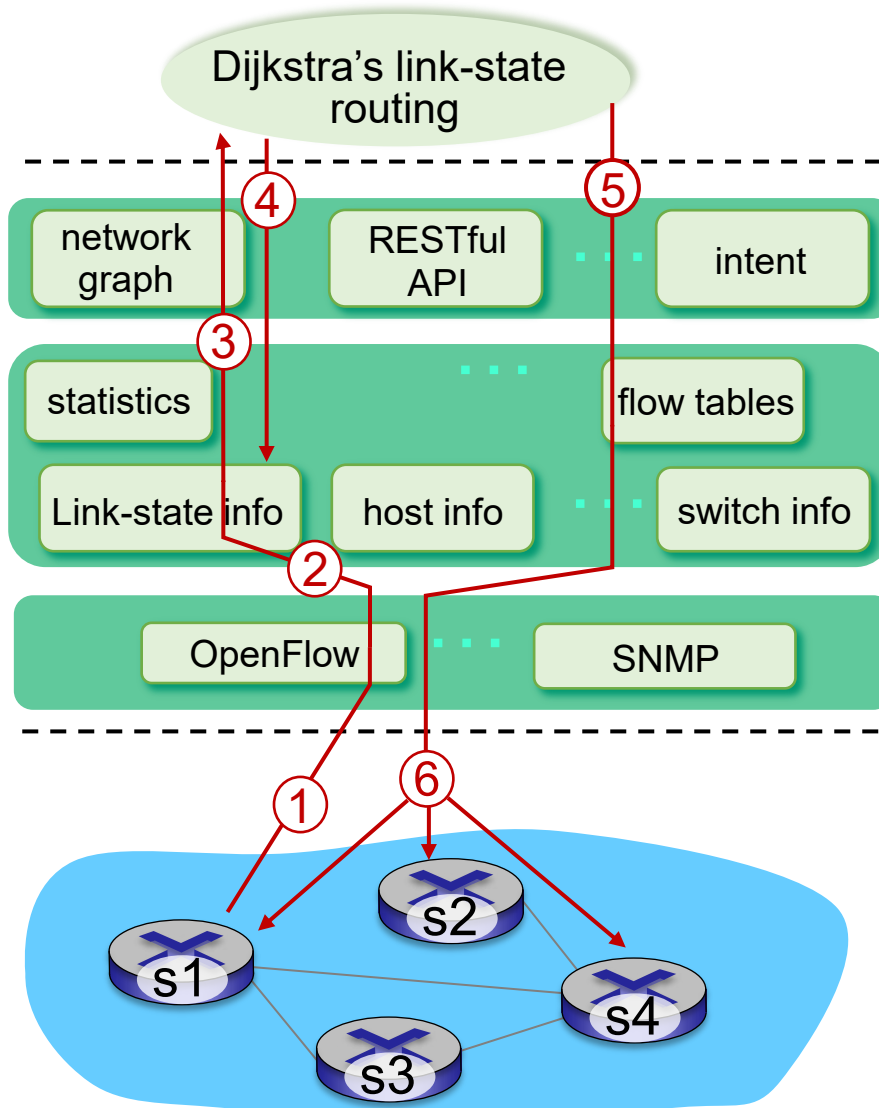 Dijkstra’s link-state
routing
4
5
network
graph
RESTful
API
. . .
intent
3
statistics
. . .
flow tables
Link-state info
host info
. . .
switch info
2
OpenFlow
. . .
SNMP
1
6
s2
s1
s4
s3